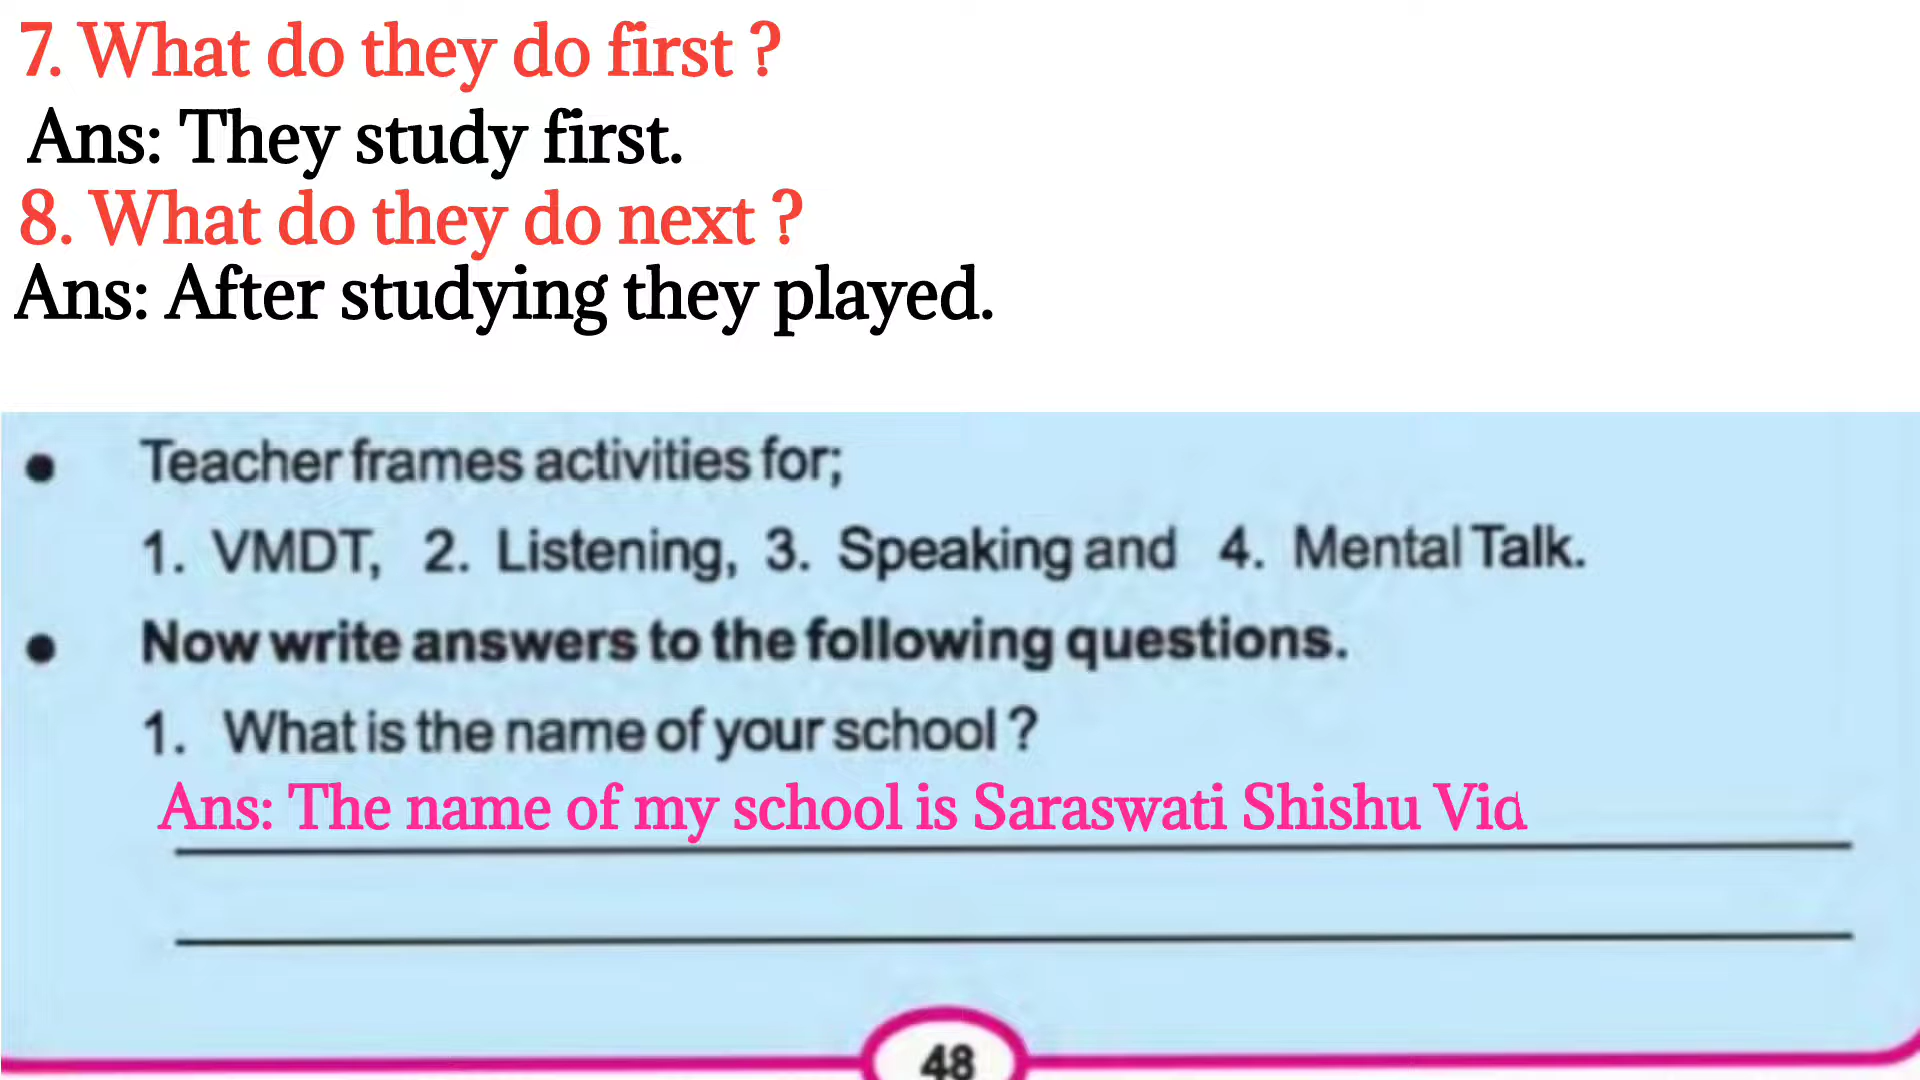 7. What do they do first ?
Ans: They study first.
8. What do they do next ?
Ans: After studying they played.
• Teacher frames activities for;
1. VMDT, 2. Listening, 3. Speaking and 4. Mental Talk.
• Now write answers to the following questions.
1. What is the name of your school ?
Ans: The name of my school is Saraswati Shishu
48